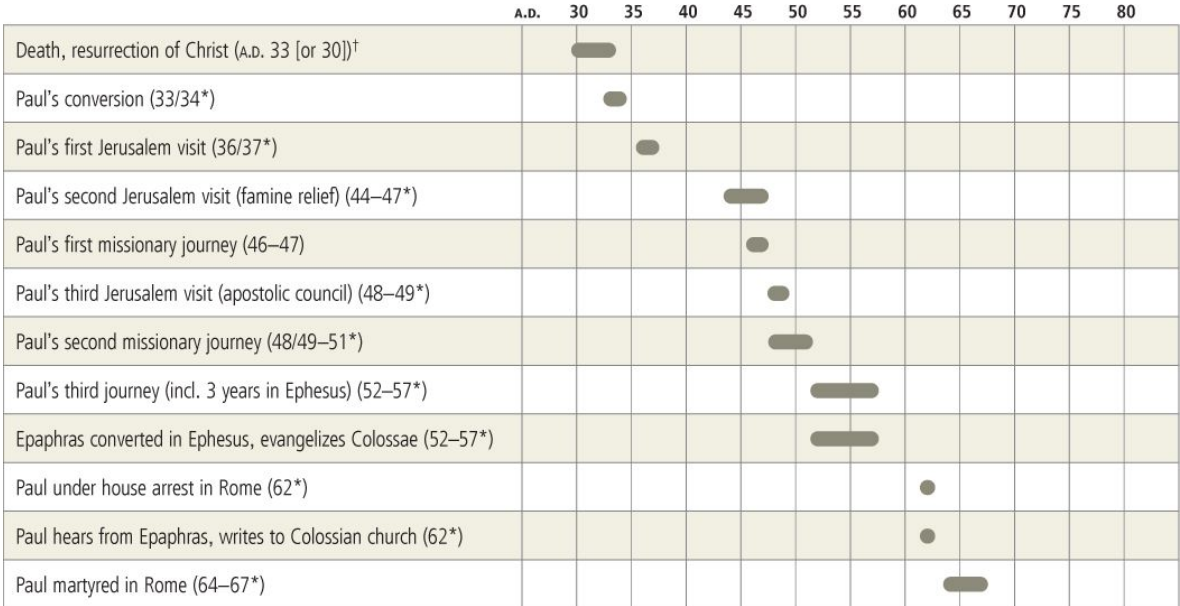 A.D. 30 35 40 45 50 55 60 65 70 75 80
Death, resurrection of Christ (A.D. 33 [or 30])†
Paul's conversion (33/34*)
Paul's first Jerusalem visit (36/37*)
Paul's second Jerusalem visit (famine relief) (44–47*)
Paul's first missionary journey (46–47)
Paul's third Jerusalem visit (apostolic council) (48–49*)
Paul's second missionary journey (48/49–51*)
Paul's third journey (incl. 3 years in Ephesus) (52–57*)
Epaphras converted in Ephesus, evangelizes Colossae (52–57*)
Paul under house arrest in Rome (62*)
Paul hears from Epaphras, writes to Colossian church (62*)
Paul martyred in Rome (64–67*)